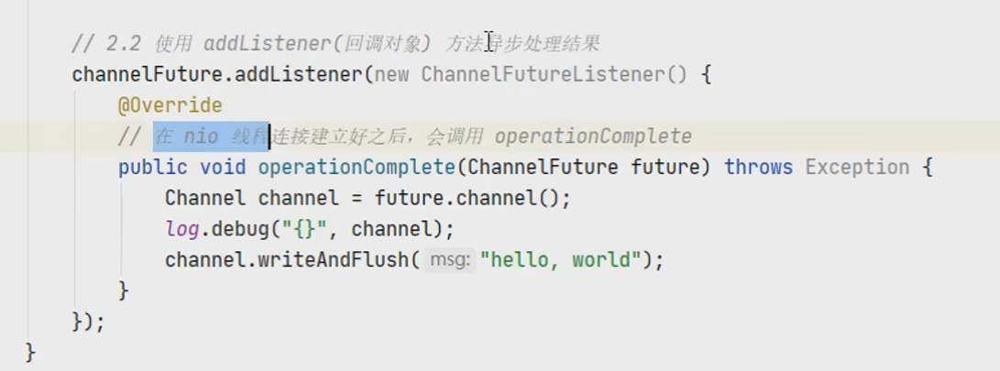 // 2.2 使用 addListener(回调对象) 方法异步处理结果
channelFuture.addListener(new ChannelFutureListener() {
@Override
// 在 nio 线程连接建立好之后，会调用 operationComplete
public void operationComplete(ChannelFuture future) throws Exception {
Channel channel = future.channel();
log.debug("{}", channel);
channel.writeAndFlush( msg: "hello, world");
}
});
}